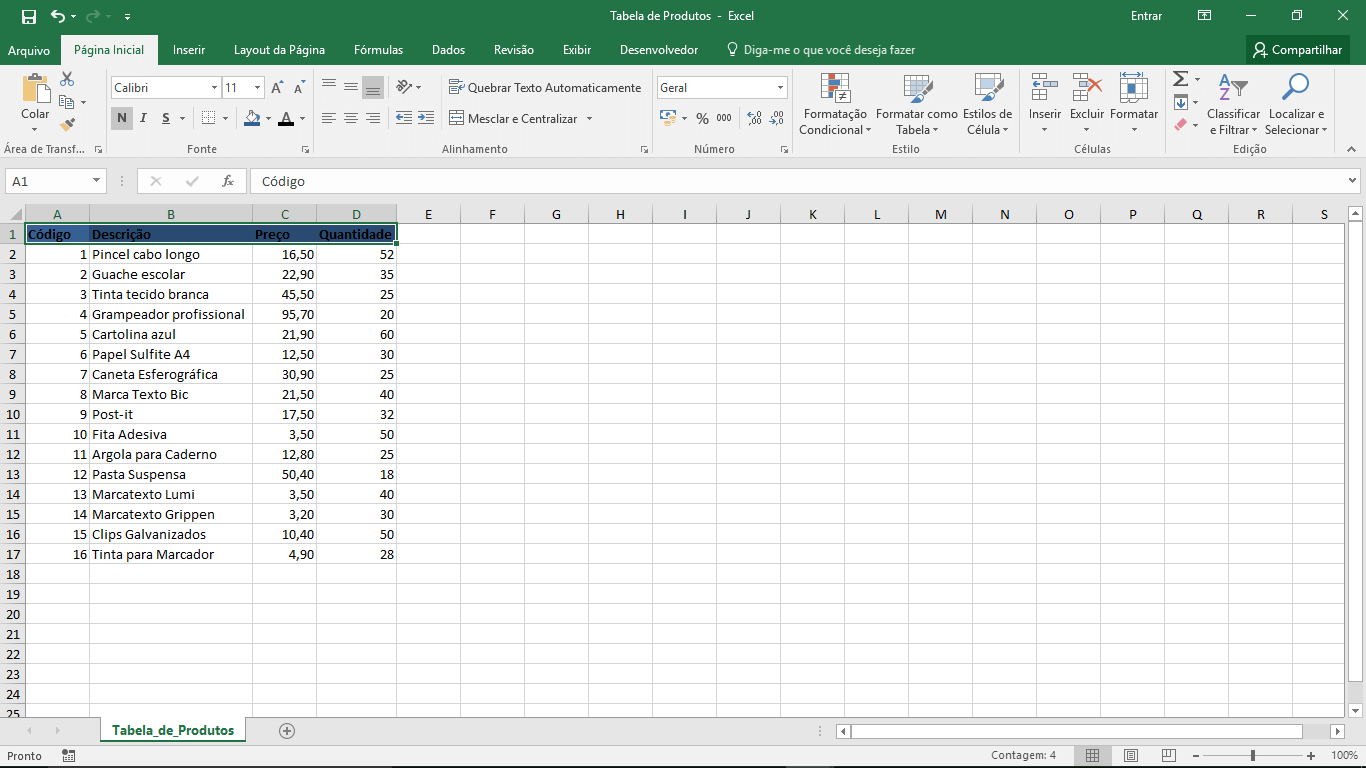 Tabela de Produtos - Excel
Entrar
Arquivo Página Inicial Inserir Layout da Página Fórmulas Dados Revisão Exibir Desenvolvedor Diga-me o que você deseja fazer Compartilhar
Colar
Área de Transf...
Calibri 11
N I S A
A A
Fonte
Quebrar Texto Automaticamente
Mesclar e Centralizar
Alinhamento
Geral
% 000
Número
Formatação Condicional
Formatar como Tabela
Estilos de Célula
Estilo
Inserir Excluir Formatar
Células
Classificar e Filtrar
Localizar e Selecionar
Edição
A1 fx Código
A B C D E F G H I J K L M N O P Q R S
1 Código Descrição Preço Quantidade
2 1 Pincel cabo longo 16,50 52
3 2 Guache escolar 22,90 35
4 3 Tinta tecido branca 45,50 25
5 4 Grampeador profissional 95,70 20
6 5 Cartolina azul 21,90 60
7 6 Papel Sulfite A4 12,50 30
8 7 Caneta Esferográfica 30,90 25
9 8 Marca Texto Bic 21,50 40
10 9 Post-it 17,50 32
11 10 Fita Adesiva 3,50 50
12 11 Argola para Caderno 12,80 25
13 12 Pasta Suspensa 50,40 18
14 13 Marcatexto Lumi 3,50 40
15 14 Marcatexto Grippen 3,20 30
16 15 Clips Galvanizados 10,40 50
17 16 Tinta para Marcador 4,90 28
18
19
20
21
22
23
24
25
Tabela_de_Produtos
Pronto
Contagem: 4
100%